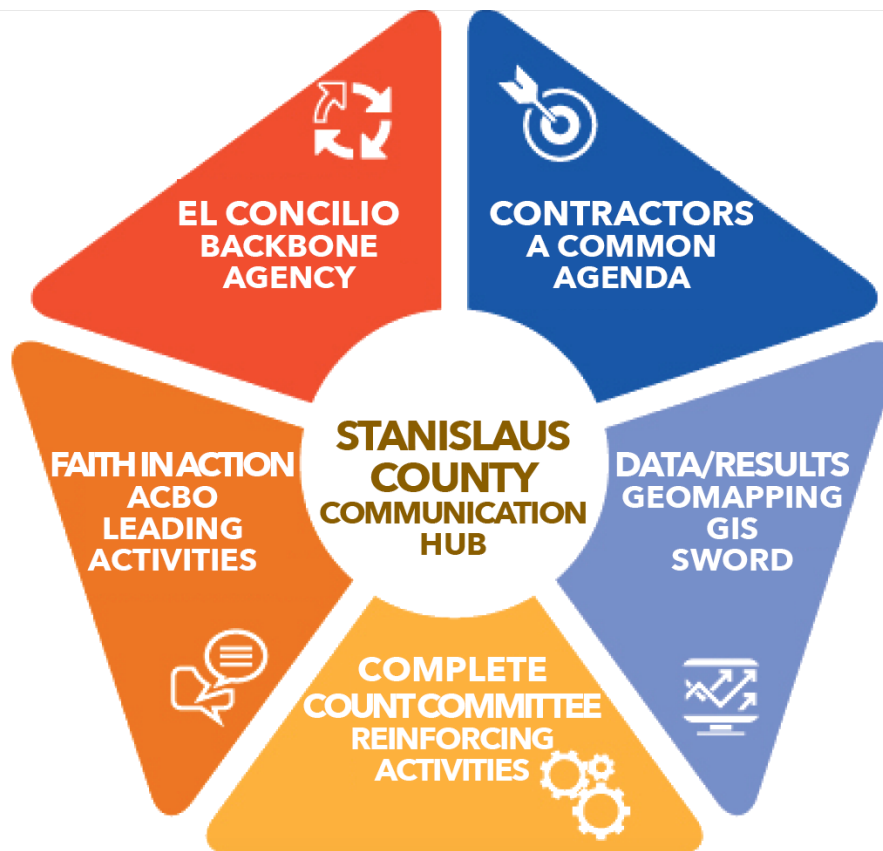 EL CONCILIO
BACKBONE
AGENCY
CONTRACTORS
A COMMON
AGENDA
FAITH IN ACTION
ACBO
LEADING
ACTIVITIES
STANISLAUS
COUNTY
COMMUNICATION
HUB
DATA/RESULTS
GEOMAPPING
GIS
SWORD
COMPLETE
COUNT COMMITTEE
REINFORCING
ACTIVITIES